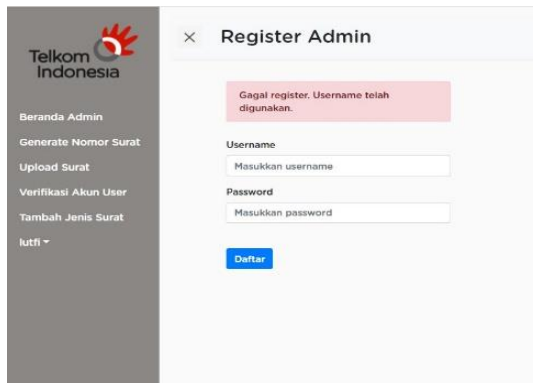 Telkom
Indonesia
Beranda Admin
Generate Nomor Surat
Upload Surat
Verifikasi Akun User
Tambah Jenis Surat
lutfi
Register Admin
Gagal register. Username telah
digunakan.
Username
Masukkan username
Password
Masukkan password
Daftar